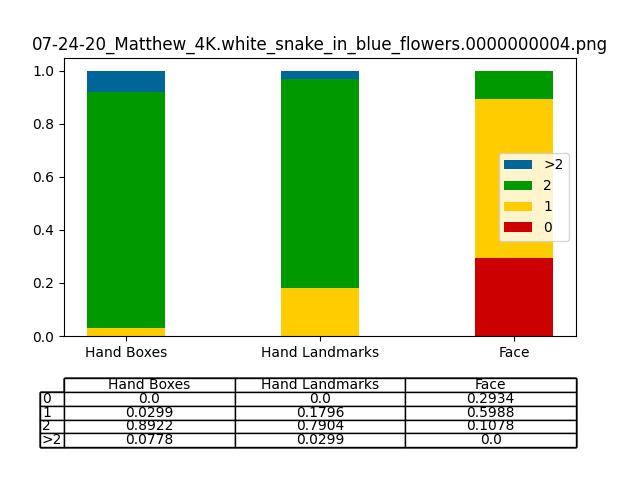 07-24-20_Matthew_4K.white_snake_in_blue_flowers.0000000004.png
1.0
0.8
0.6
0.4
0.2
0.0
>2
2
1
0
Hand Boxes Hand Landmarks Face
Hand Boxes Hand Landmarks Face
0 0.0 0.0 0.2934
1 0.0299 0.1796 0.5988
2 0.8922 0.7904 0.1078
>2 0.0778 0.0299 0.0